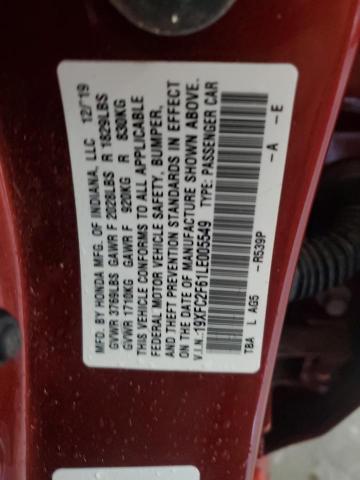 MFD. BY HONDA MFG. OF INDIANA, LLC 12/19
GVWR 3769LBS GAWR F 2028LBS R 1829LBS
GVWR 1710KG GAWR F 920KG R 830KG
THIS VEHICLE CONFORMS TO ALL APPLICABLE
FEDERAL MOTOR VEHICLE SAFETY, BUMPER,
AND THEFT PREVENTION STANDARDS IN EFFECT
ON THE DATE OF MANUFACTURE SHOWN ABOVE.
V.I.N.: 19XFC2F61LE005549 TYPE: PASSENGER CAR
-R539P -A -E
TBA L AG5